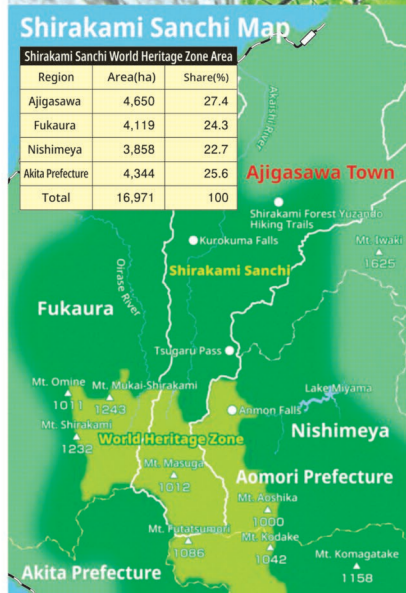 Shirakami Sanchi Map
Shirakami Sanchi World Heritage Zone Area
Region Area(ha) Share(%)
Ajigasawa 4,650 27.4
Fukaura 4,119 24.3
Nishimeya 3,858 22.7
Akita Prefecture 4,344 25.6
Total 16,971 100
Akaishi River
Ajigasawa Town
Shirakami Forest Yuzando
Hiking Trails
Kurokuma Falls
Mt. Iwaki
1625
Shirakami Sanchi
Oirase River
Fukaura
Tsugaru Pass
Mt. Omine
1011
Mt. Mukai-Shirakami
1243
Lake Miyama
Anmon Falls
Mt. Shirakami
1232
Nishimeya
World Heritage Zone
Mt. Masuga
1012
Aomori Prefecture
Mt. Aoshika
1000
Mt. Futatsumori
1086
Mt. Kodake
1042
Mt. Komagatake
1158
Akita Prefecture